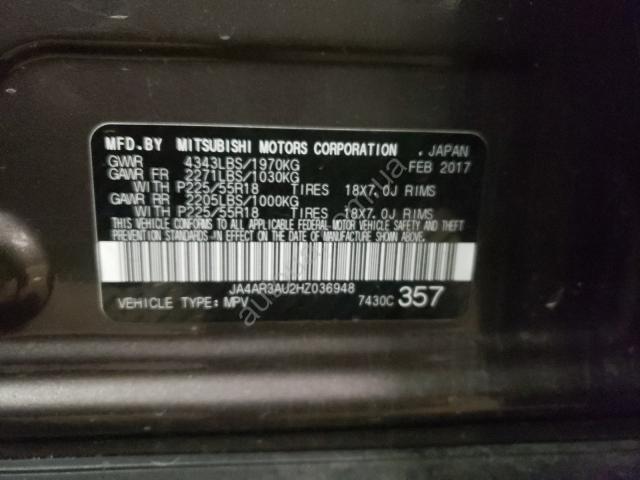 MFD.BY MITSUBISHI MOTORS CORPORATION . JAPAN
GVWR 4343LBS/1970KG FEB 2017
GAWR FR 2271LBS/1030KG
WITH P225/55R18 TIRES 18X7.0J RIMS
GAWR RR 2205LBS/1000KG
WITH P225/55R18 TIRES 18X7.0J RIMS
THIS VEHICLE CONFORMS TO ALL APPLICABLE FEDERAL MOTOR VEHICLE SAFETY AND THEFT
PREVENTION STANDARDS IN EFFECT ON THE DATE OF MANUFACTURE SHOWN ABOVE.
JA4AR3AU2HZ036948
VEHICLE TYPE: MPV 7430C 357